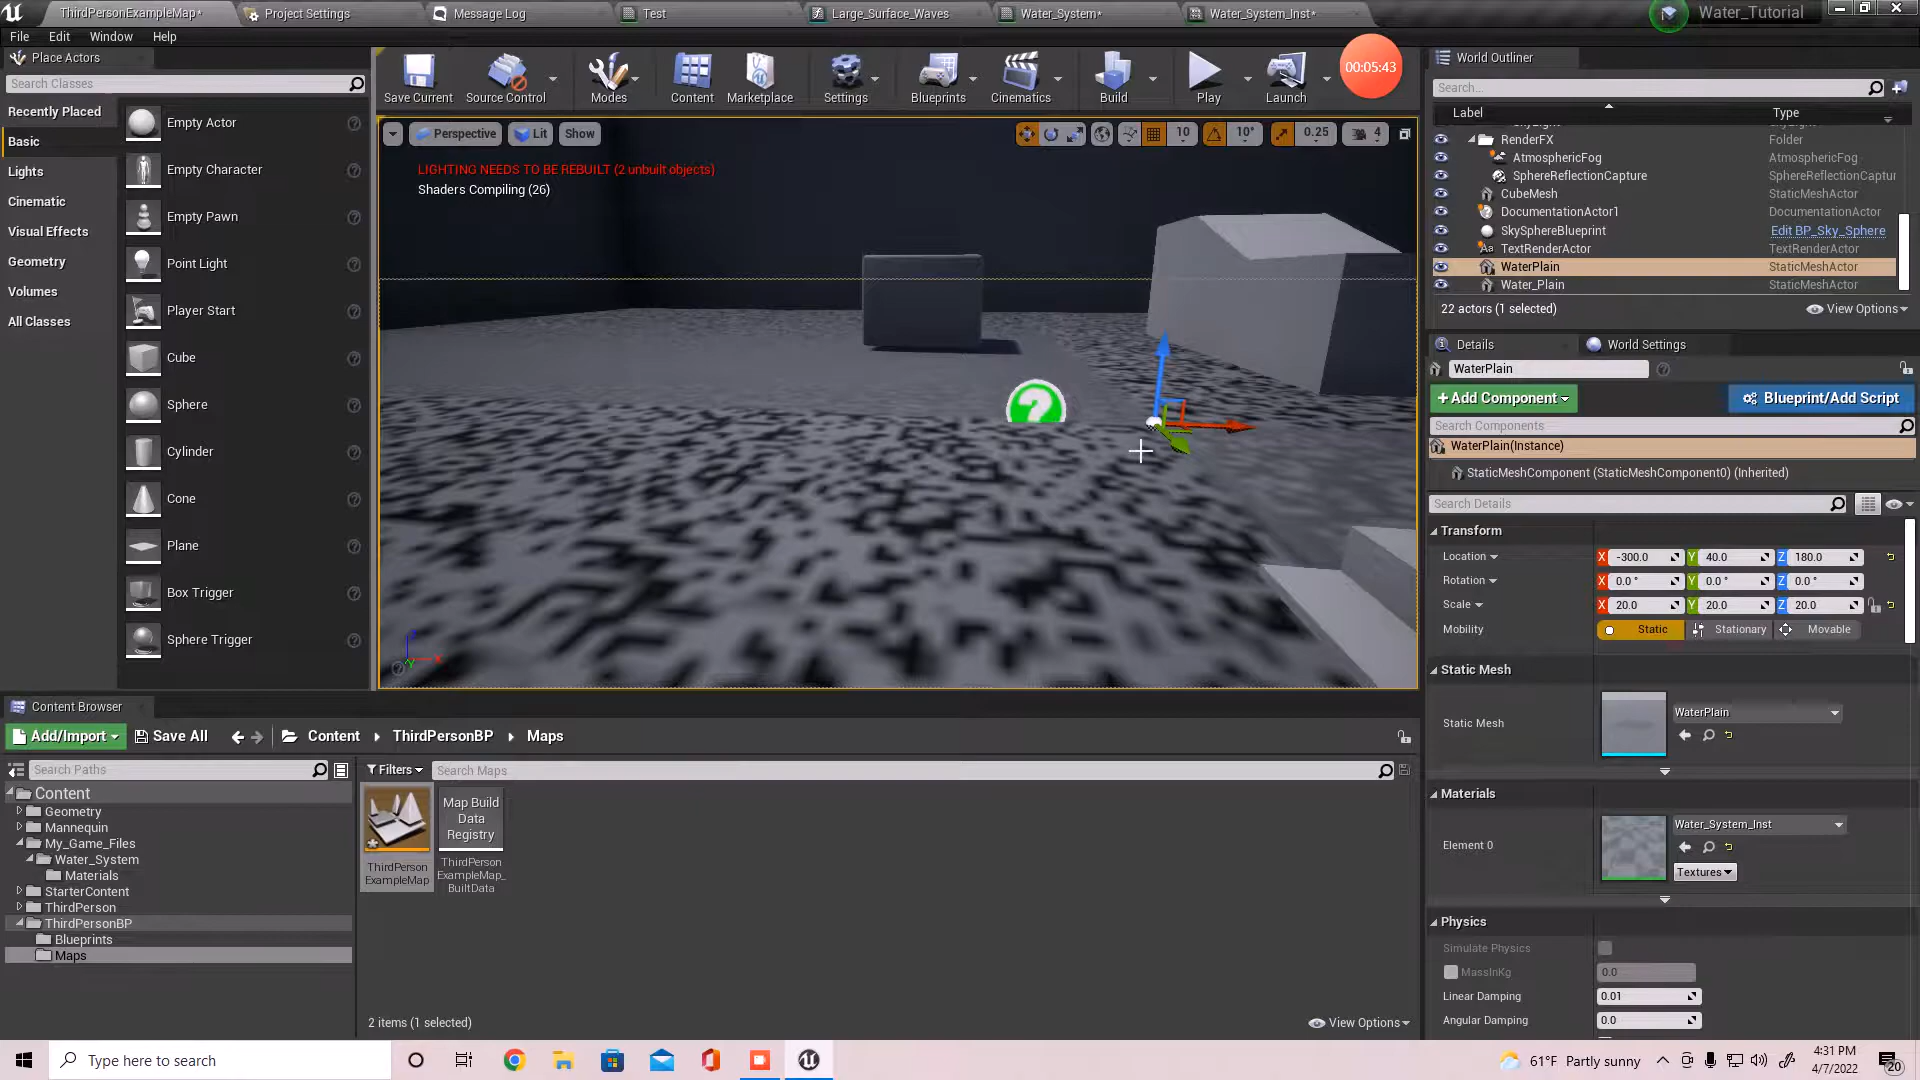 ThirdPersonExampleMap*
Project Settings
Message Log
Test
Large_Surface_Waves
Water_System*
Water_System_Inst*
Water_Tutorial
File Edit Window Help
Place Actors
Search Classes
Recently Placed
Basic
Lights
Cinematic
Visual Effects
Geometry
Volumes
All Classes
Empty Actor
Empty Character
Empty Pawn
Point Light
Player Start
Cube
Sphere
Cylinder
Cone
Plane
Box Trigger
Sphere Trigger
Save Current
Source Control
Modes
Content
Marketplace
Settings
Blueprints
Cinematics
Build
Play
Launch
00:05:43
Perspective Lit Show
10 10° 0.25 4
LIGHTING NEEDS TO BE REBUILT (2 unbuilt objects)
Shaders Compiling (26)
World Outliner
Search...
Label Type
RenderFX Folder
AtmosphericFog AtmosphericFog
SphereReflectionCapture SphereReflectionCaptur
CubeMesh StaticMeshActor
DocumentationActor1 DocumentationActor
SkySphereBlueprint Edit BP_Sky_Sphere
TextRenderActor TextRenderActor
WaterPlain StaticMeshActor
Water_Plain StaticMeshActor
22 actors (1 selected) View Options
Details World Settings
WaterPlain
+Add Component Blueprint/Add Script
Search Components
WaterPlain(Instance)
StaticMeshComponent (StaticMeshComponent0) (Inherited)
Search Details
Transform
Location X -300.0 Y 40.0 Z 180.0
Rotation X 0.0 ° Y 0.0 ° Z 0.0 °
Scale X 20.0 Y 20.0 Z 20.0
Mobility Static Stationary Movable
Static Mesh
Static Mesh WaterPlain
Materials
Element 0 Water_System_Inst
Textures
Physics
Simulate Physics
MassInKg 0.0
Linear Damping 0.01
Angular Damping 0.0
Content Browser
Add/Import Save All Content ThirdPersonBP Maps
Search Paths
Filters Search Maps
Content
Geometry
Mannequin
My_Game_Files
Water_System
Materials
StarterContent
ThirdPerson
ThirdPersonBP
Blueprints
Maps
ThirdPerson
ExampleMap
Map Build
Data
Registry
ThirdPerson
ExampleMap_
BuiltData
2 items (1 selected) View Options
Type here to search
61°F Partly sunny
4:31 PM
4/7/2022
20